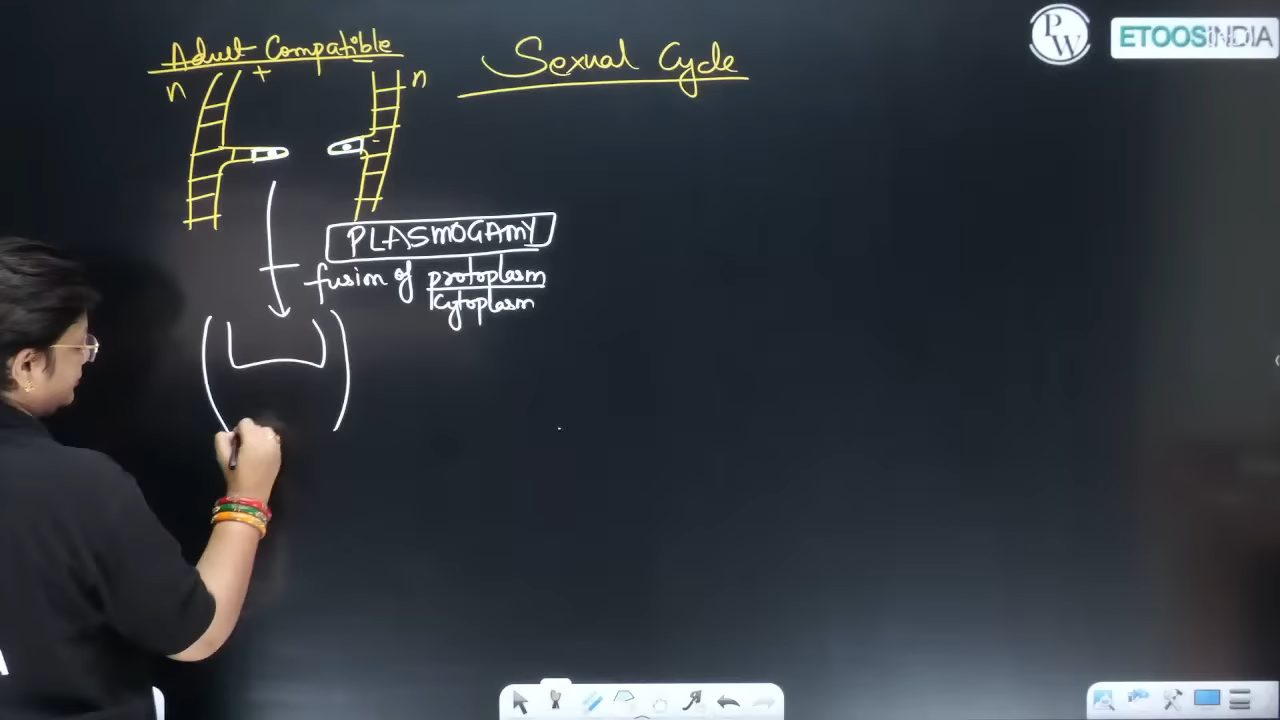 Adult Compatible
Sexual Cycle
n + - n
PLASMOGAMY
fusion of protoplasm
Cytoplasm
PW
ETOOSINDIA